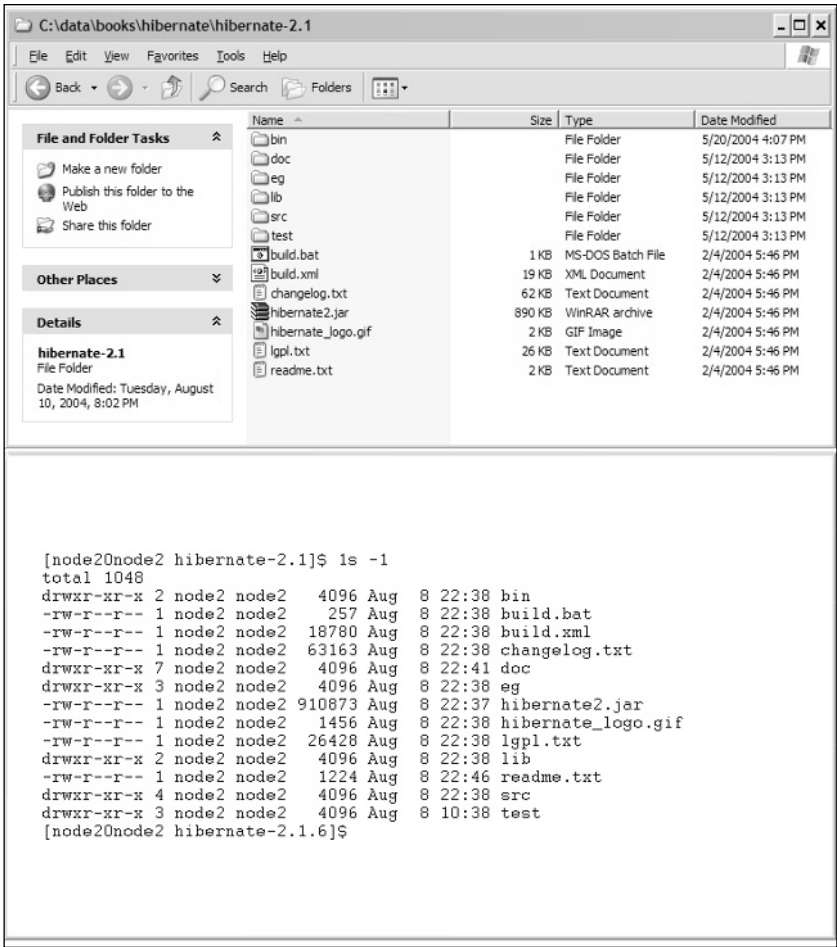 C:\data\books\hibernate\hibernate-2.1
File Edit View Favorites Tools Help
Back Search Folders
Name Size Type Date Modified
File and Folder Tasks
Make a new folder
Publish this folder to the
Web
Share this folder
Other Places
Details
hibernate-2.1
File Folder
Date Modified: Tuesday, August
10, 2004, 8:02 PM
bin File Folder 5/20/2004 4:07 PM
doc File Folder 5/12/2004 3:13 PM
eg File Folder 5/12/2004 3:13 PM
lib File Folder 5/12/2004 3:13 PM
src File Folder 5/12/2004 3:13 PM
test File Folder 5/12/2004 3:13 PM
build.bat 1 KB MS-DOS Batch File 2/4/2004 5:46 PM
build.xml 19 KB XML Document 2/4/2004 5:46 PM
changelog.txt 62 KB Text Document 2/4/2004 5:46 PM
hibernate2.jar 890 KB WinRAR archive 2/4/2004 5:46 PM
hibernate_logo.gif 2 KB GIF Image 2/4/2004 5:46 PM
lgpl.txt 26 KB Text Document 2/4/2004 5:46 PM
readme.txt 2 KB Text Document 2/4/2004 5:46 PM
[node20node2 hibernate-2.1]$ 1s -1
total 1048
drwxr-xr-x 2 node2 node2 4096 Aug 8 22:38 bin
-rw-r--r-- 1 node2 node2 257 Aug 8 22:38 build.bat
-rw-r--r-- 1 node2 node2 18780 Aug 8 22:38 build.xml
-rw-r--r-- 1 node2 node2 63163 Aug 8 22:38 changelog.txt
drwxr-xr-x 7 node2 node2 4096 Aug 8 22:41 doc
drwxr-xr-x 3 node2 node2 4096 Aug 8 22:38 eg
-rw-r--r-- 1 node2 node2 910873 Aug 8 22:37 hibernate2.jar
-rw-r--r-- 1 node2 node2 1456 Aug 8 22:38 hibernate_logo.gif
-rw-r--r-- 1 node2 node2 26428 Aug 8 22:38 lgpl.txt
drwxr-xr-x 2 node2 node2 4096 Aug 8 22:38 lib
-rw-r--r-- 1 node2 node2 1224 Aug 8 22:46 readme.txt
drwxr-xr-x 4 node2 node2 4096 Aug 8 22:38 src
drwxr-xr-x 3 node2 node2 4096 Aug 8 10:38 test
[node20node2 hibernate-2.1.6]$